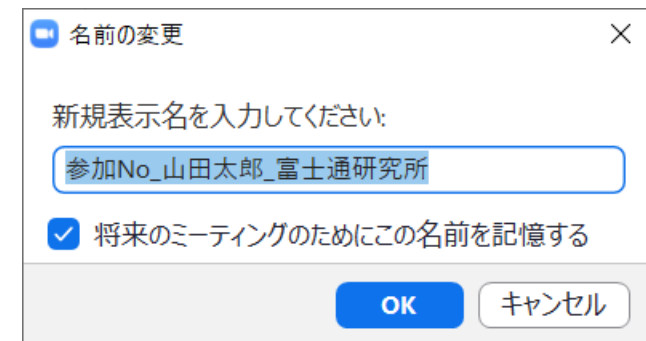 名前の変更
新規表示名を入力してください:
参加No_山田太郎_富士通研究所
将来のミーティングのためにこの名前を記憶する
OK キャンセル